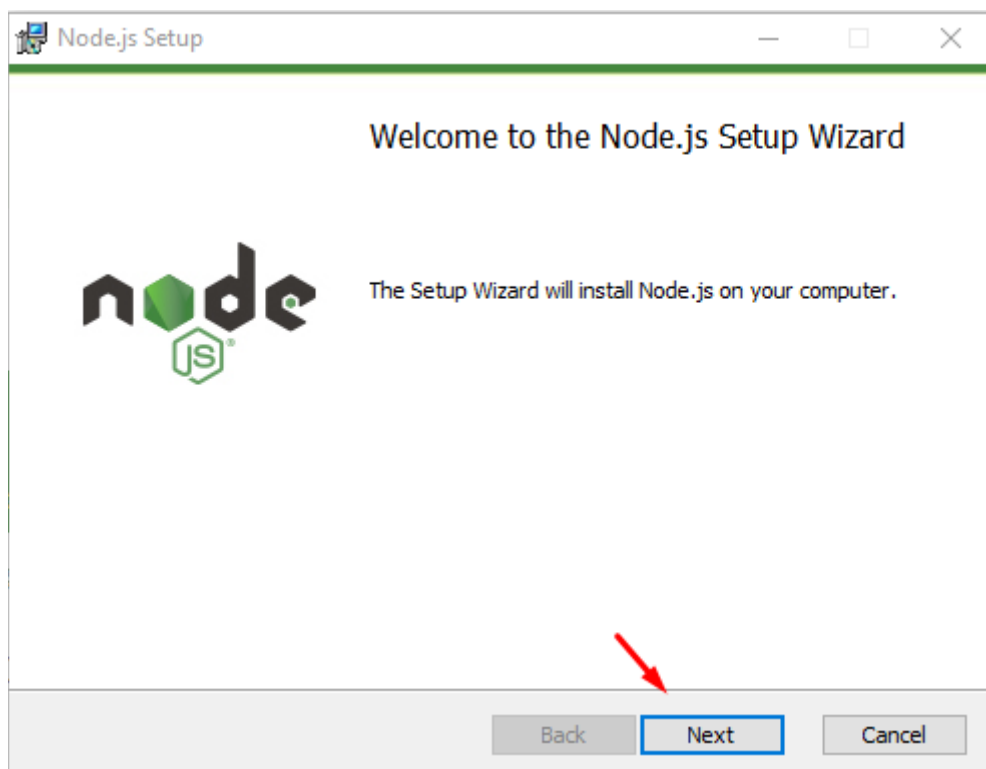 Node.js Setup
Welcome to the Node.js Setup Wizard
The Setup Wizard will install Node.js on your computer.
node
JS®
Back
Next
Cancel